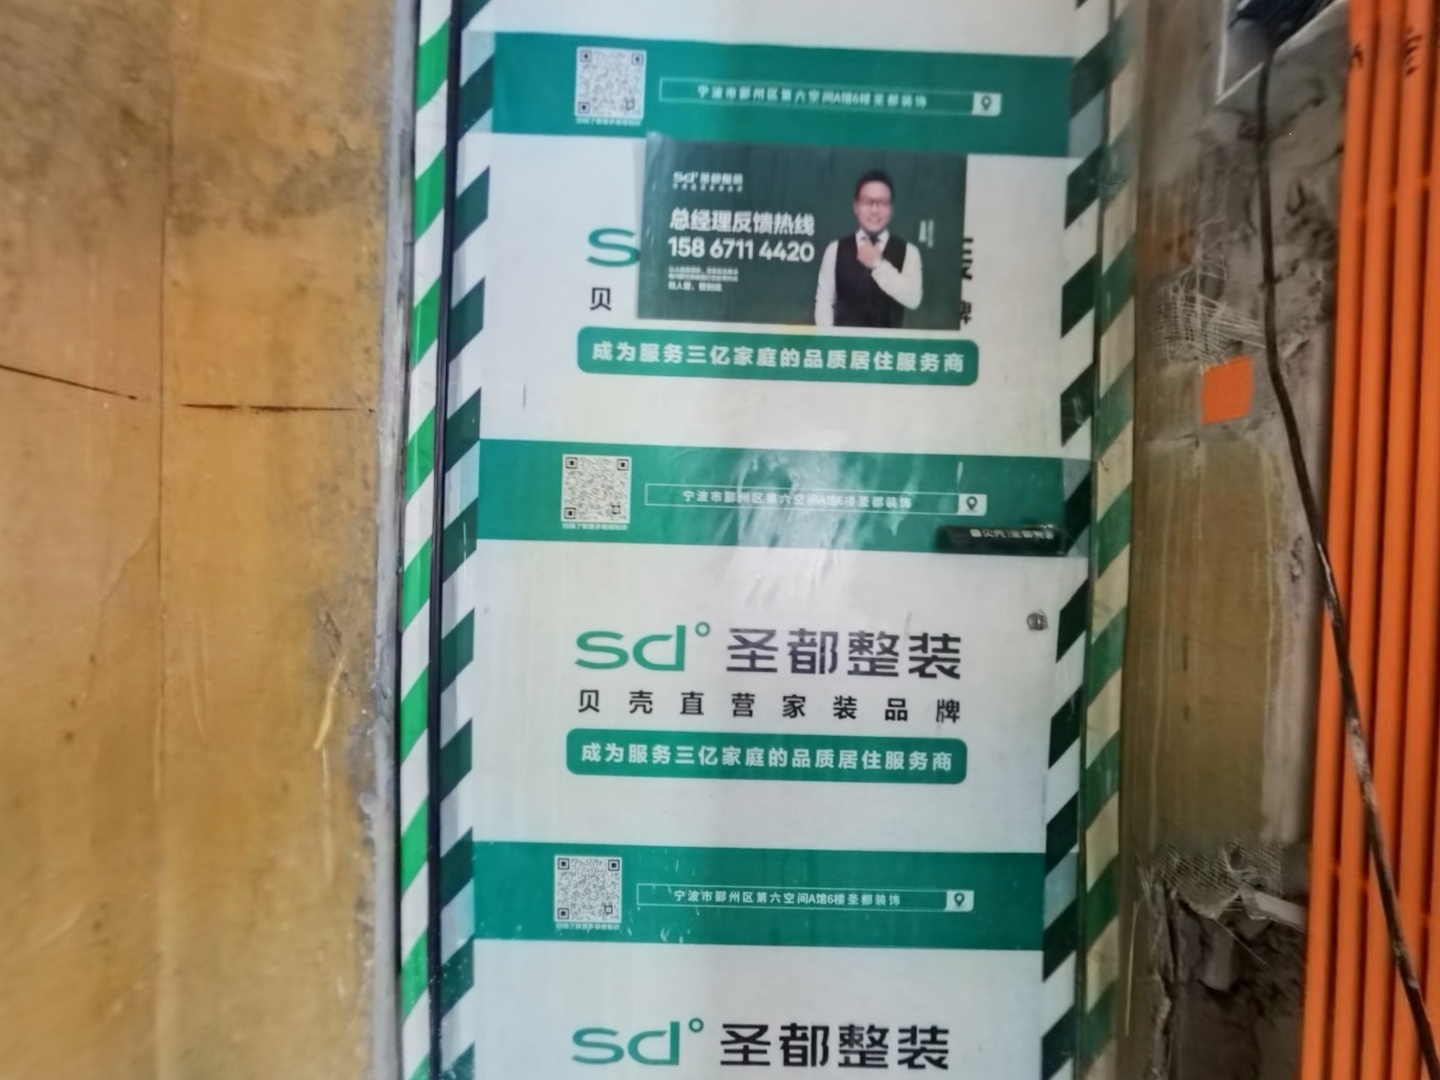 宁波市鄞州区第六空间A馆6楼圣都装饰
sd°圣都整装
总经理反馈热线
158 6711 4420
s
贝
牌
成为服务三亿家庭的品质居住服务商
宁波市鄞州区第六空间A馆6楼圣都装饰
sd°圣都整装
贝壳直营家装品牌
成为服务三亿家庭的品质居住服务商
宁波市鄞州区第六空间A馆6楼圣都装饰
sd°圣都整装